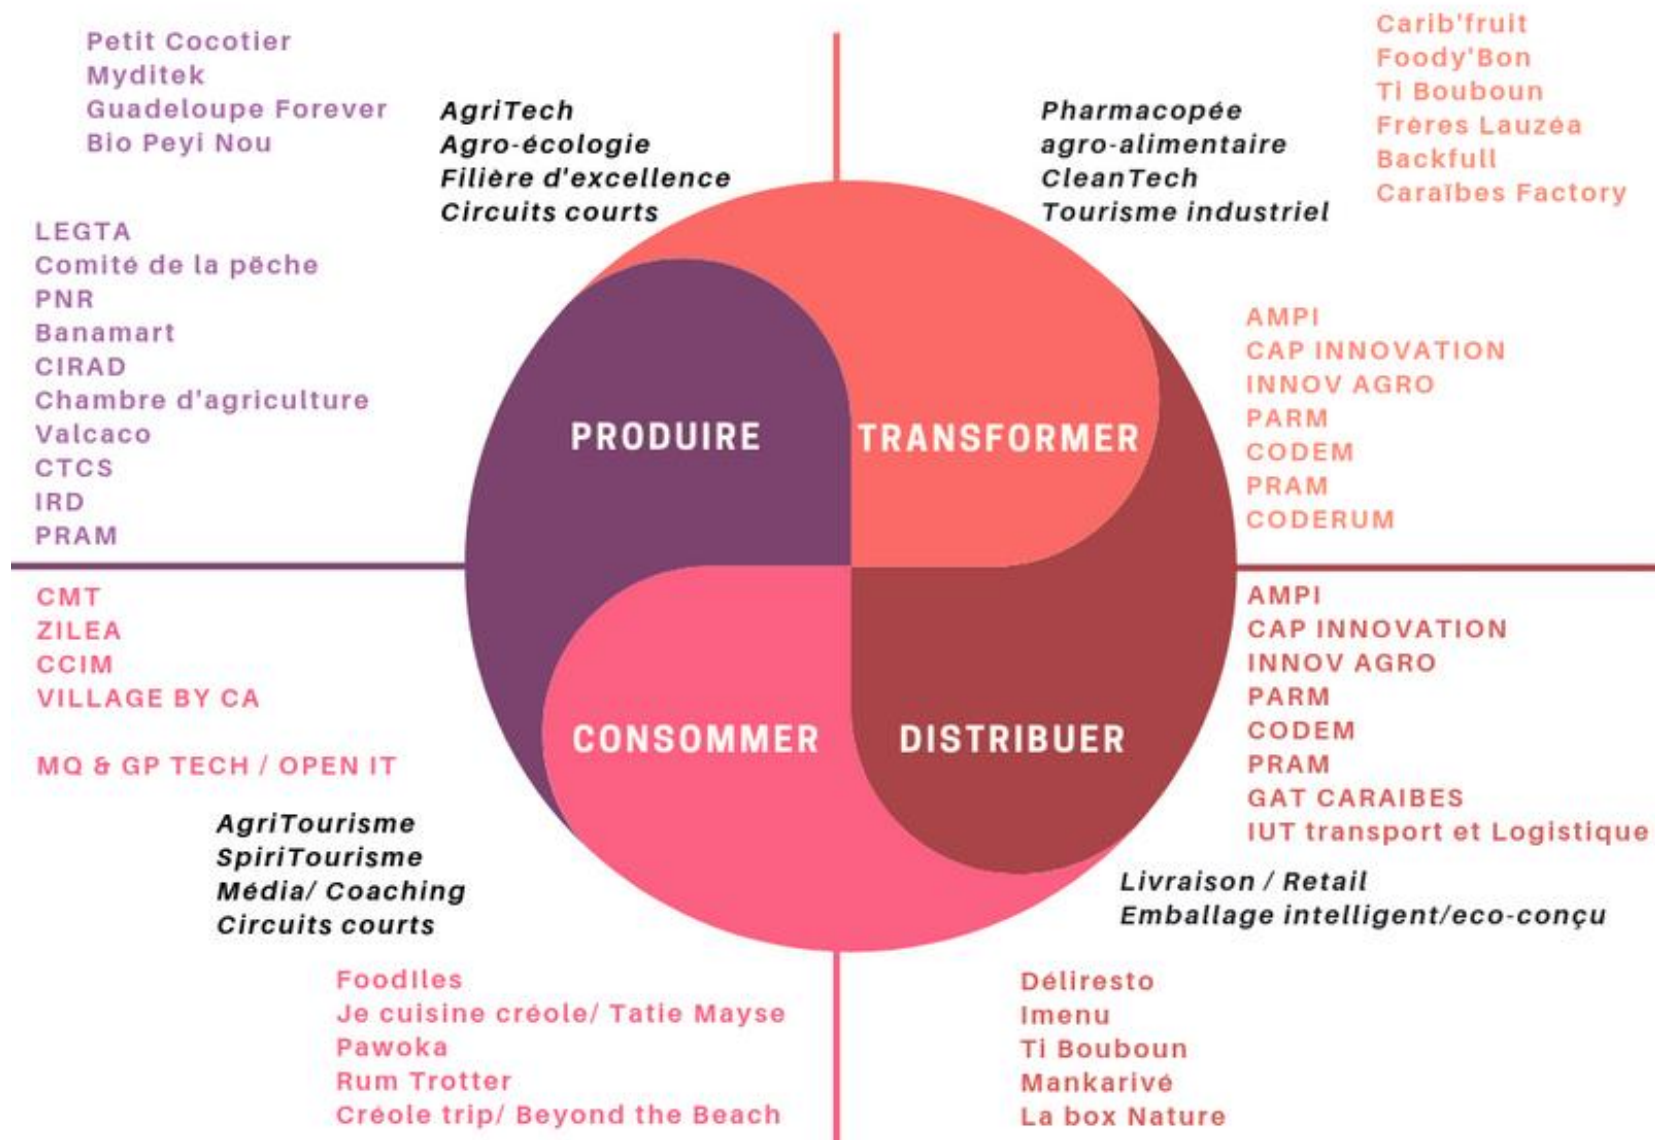 Petit Cocotier
Myditek
Guadeloupe Forever
Bio Peyi Nou
AgriTech
Agro-écologie
Filière d'excellence
Circuits courts
LEGTA
Comité de la pëche
PNR
Banamart
CIRAD
Chambre d'agriculture
Valcaco
CTCS
IRD
PRAM
PRODUIRE
Pharmacopée
agro-alimentaire
CleanTech
Tourisme industriel
Carib'fruit
Foody'Bon
Ti Bouboun
Frères Lauzéa
Backfull
Caraïbes Factory
AMPI
CAP INNOVATION
INNOV AGRO
PARM
CODEM
PRAM
CODERUM
TRANSFORMER
CMT
ZILEA
CCIM
VILLAGE BY CA
MQ & GP TECH / OPEN IT
AgriTourisme
SpiriTourisme
Média/ Coaching
Circuits courts
CONSOMMER
FoodIles
Je cuisine créole/ Tatie Mayse
Pawoka
Rum Trotter
Créole trip/ Beyond the Beach
DISTRIBUER
AMPI
CAP INNOVATION
INNOV AGRO
PARM
CODEM
PRAM
GAT CARAIBES
IUT transport et Logistique
Livraison / Retail
Emballage intelligent/eco-conçu
Déliresto
Imenu
Ti Bouboun
Mankarivé
La box Nature